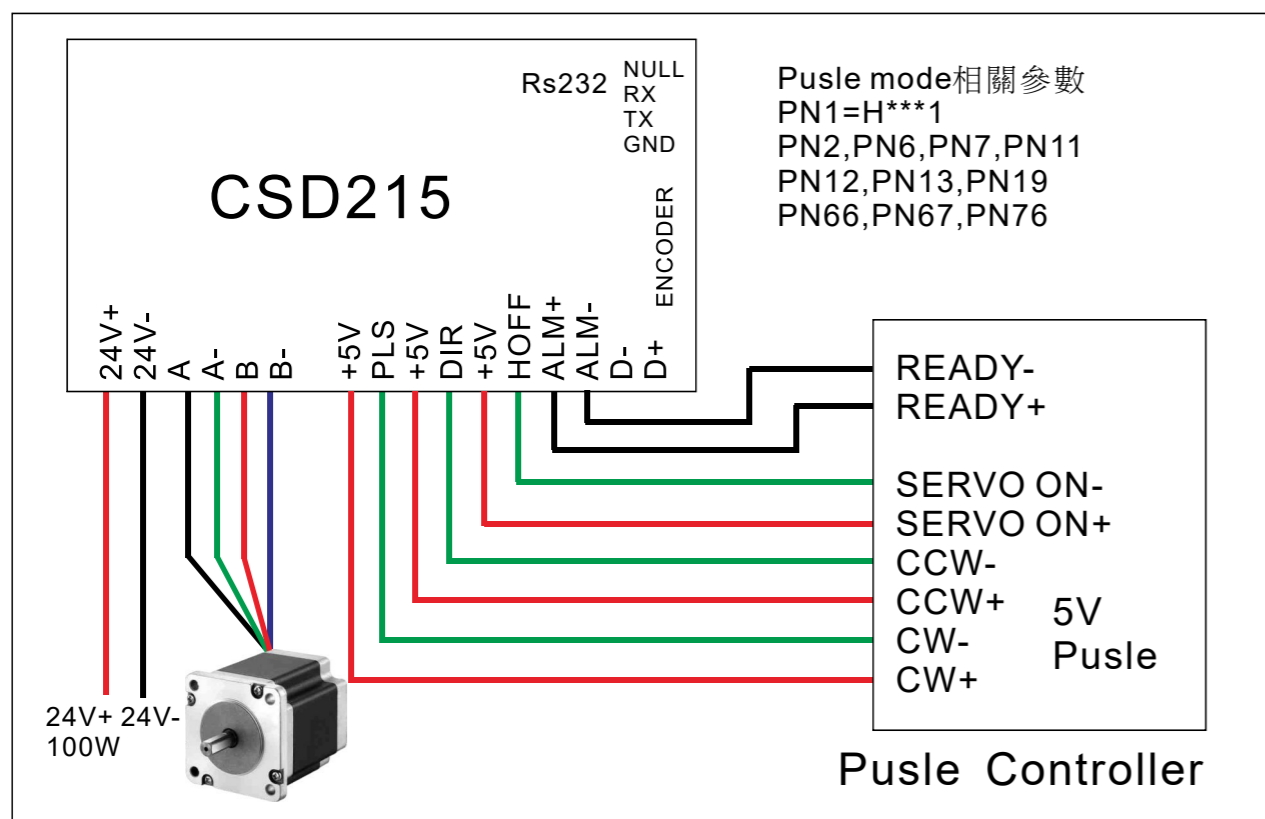 Rs232
NULL
RX
TX
GND
CSD215
ENCODER
24V+
24V-
A
A-
B
B-
+5V
PLS
+5V
DIR
+5V
HOFF
ALM+
ALM-
D-
D+
Pusle mode相關參數
PN1=H***1
PN2,PN6,PN7,PN11
PN12,PN13,PN19
PN66,PN67,PN76
READY-
READY+
SERVO ON-
SERVO ON+
CCW-
CCW+
CW-
CW+
5V
Pusle
24V+ 24V-
100W
Pusle Controller